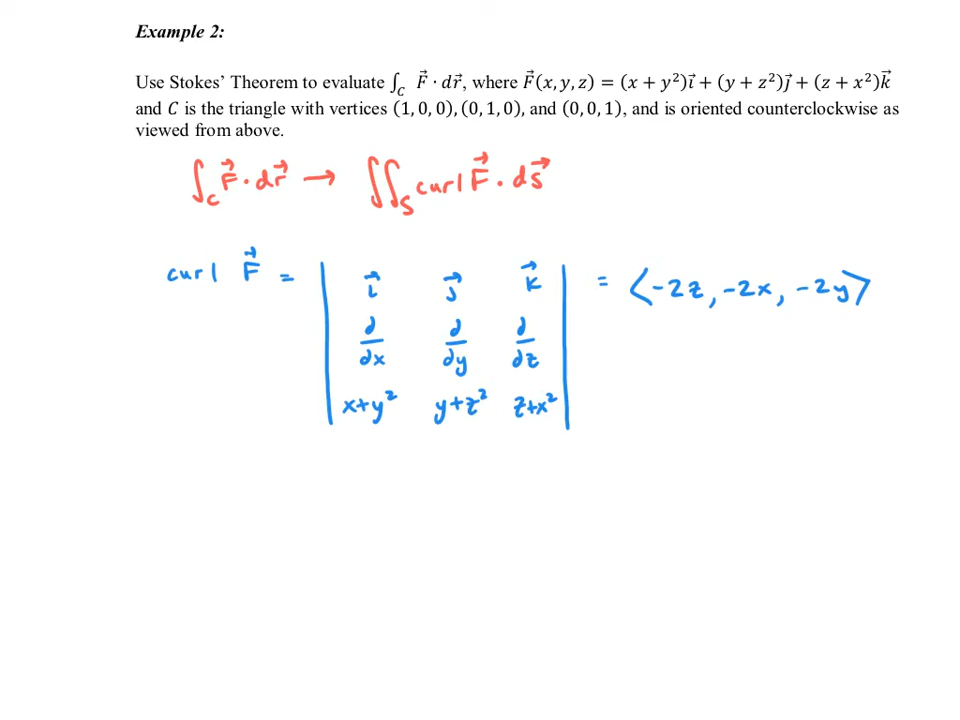 Example 2:
Use Stokes' Theorem to evaluate ∫_C F⃗ · dr⃗, where F⃗(x, y, z) = (x + y²)i⃗ + (y + z²)j⃗ + (z + x²)k⃗
and C is the triangle with vertices (1, 0, 0), (0, 1, 0), and (0, 0, 1), and is oriented counterclockwise as
viewed from above.
∫_C F⃗ · dr⃗ → ∬_S curl F⃗ · ds⃗
curl F⃗ = | i⃗ j⃗ k⃗ | = ⟨-2z, -2x, -2y⟩
∂/∂x ∂/∂y ∂/∂z
x+y² y+z² z+x²